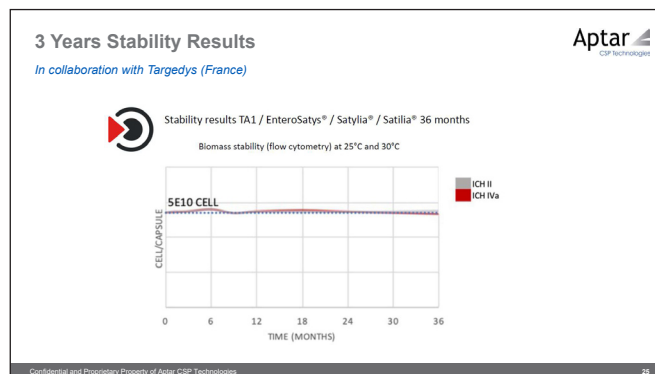 3 Years Stability Results
Aptar
CSP Technologies
In collaboration with Targedys (France)
Stability results TA1 / EnteroSatys® / Satylia® / Satilia® 36 months
Biomass stability (flow cytometry) at 25°C and 30°C
ICH II
ICH IVa
5E10 CELL
CELL/CAPSULE
0 6 12 18 24 30 36
TIME (MONTHS)
Confidential and Proprietary Property of Aptar CSP Technologies
25